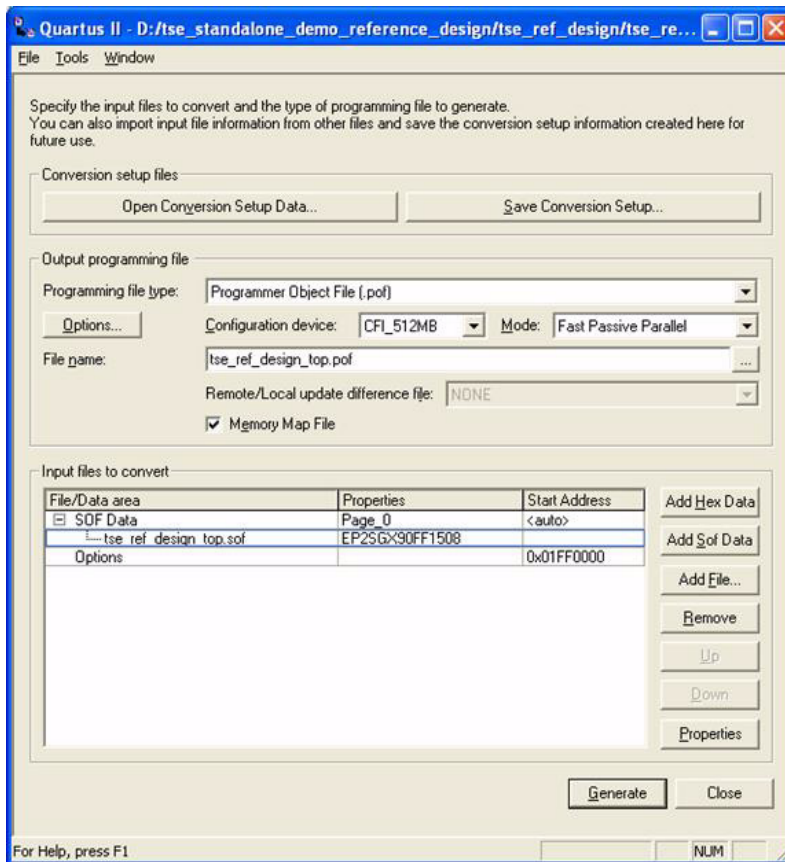 Quartus II - D:/tse_standalone_demo_reference_design/tse_ref_design/tse_re...
File Tools Window
Specify the input files to convert and the type of programming file to generate.
You can also import input file information from other files and save the conversion setup information created here for
future use.
Conversion setup files
Open Conversion Setup Data... Save Conversion Setup...
Output programming file
Programming file type: Programmer Object File (.pof)
Options... Configuration device: CFI_512MB Mode: Fast Passive Parallel
File name: tse_ref_design_top.pof ...
Remote/Local update difference file: NONE
Memory Map File
Input files to convert
File/Data area Properties Start Address Add Hex Data
SOF Data Page_0 <auto>
tse_ref_design_top.sof EP2SGX90FF1508 Add Sof Data
Options 0x01FF0000
Add File...
Remove
Up
Down
Properties
Generate Close
For Help, press F1 NUM